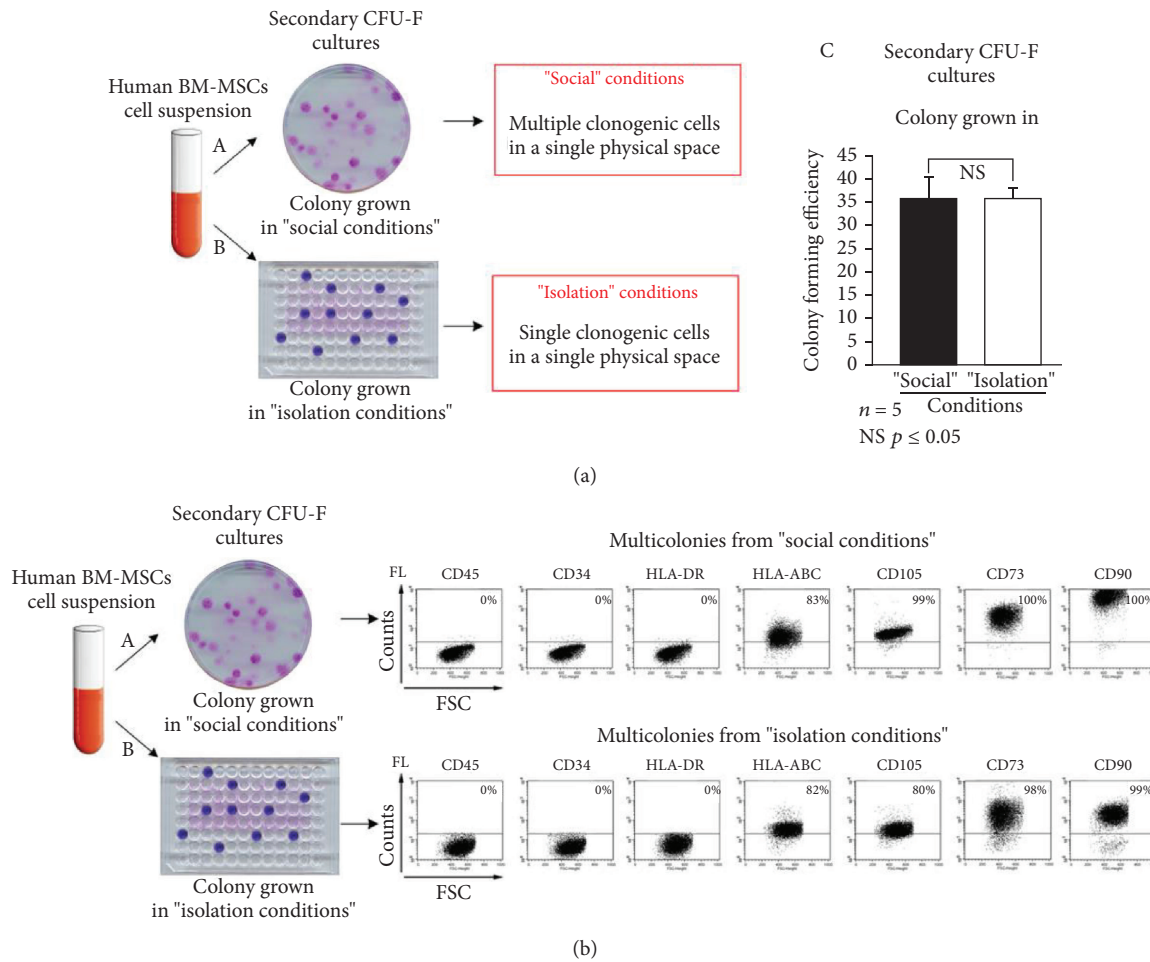 Secondary CFU-F
cultures
Human BM-MSCs
cell suspension
A
B
Colony grown
in "social conditions"
"Social" conditions
Multiple clonogenic cells
in a single physical space
Colony grown
in "isolation conditions"
"Isolation" conditions
Single clonogenic cells
in a single physical space
C
Secondary CFU-F
cultures
Colony grown in
Colony forming efficiency
45
40
35
30
25
20
15
10
5
0
NS
"Social" "Isolation"
Conditions
n = 5
NS p ≤ 0.05
(a)
Secondary CFU-F
cultures
Human BM-MSCs
cell suspension
A
B
Colony grown
in "social conditions"
Colony grown
in "isolation conditions"
Multicolonies from "social conditions"
FL
CD45 CD34 HLA-DR HLA-ABC CD105 CD73 CD90
0% 0% 0% 83% 99% 100% 100%
Counts
FSC
Multicolonies from "isolation conditions"
FL
CD45 CD34 HLA-DR HLA-ABC CD105 CD73 CD90
0% 0% 0% 82% 80% 98% 99%
Counts
FSC
(b)